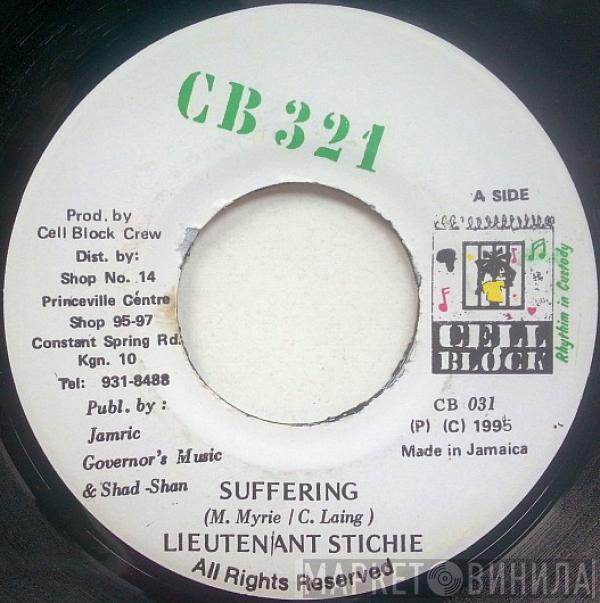 CB 321
A SIDE
Prod. by
Cell Block Crew
Dist. by:
Shop No. 14
Princeville Centre
Shop 95-97
Constant Spring Rd.
Kgn. 10
Tel: 931-8488
Publ. by :
Jamric
Governor's Music
& Shad -Shan
CELL
BLOCK
Rhythim in Custody
CB 031
(P) (C) 1995
Made in Jamaica
SUFFERING
(M. Myrie / C. Laing )
LIEUTENANT STICHIE
All Rights Reserved
МАРКЕТ ВИНИЛА